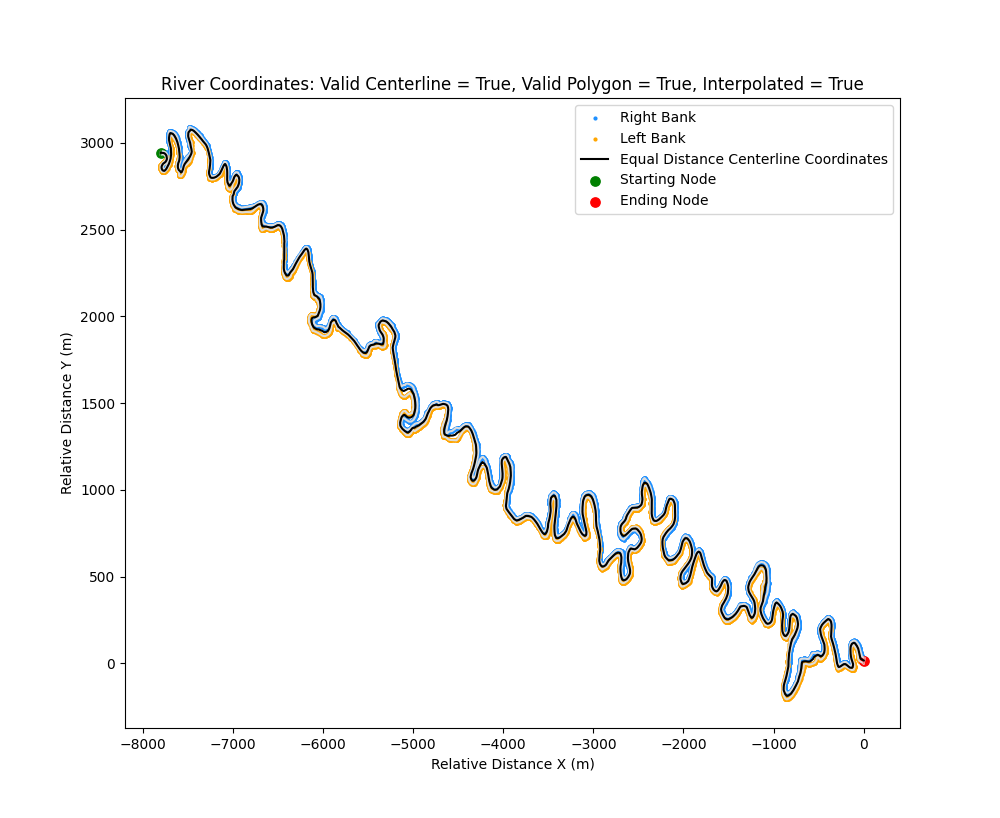 River Coordinates: Valid Centerline = True, Valid Polygon = True, Interpolated = True
Right Bank
Left Bank
Equal Distance Centerline Coordinates
Starting Node
Ending Node
Relative Distance Y (m)
3000
2500
2000
1500
1000
500
0
−8000 −7000 −6000 −5000 −4000 −3000 −2000 −1000 0
Relative Distance X (m)